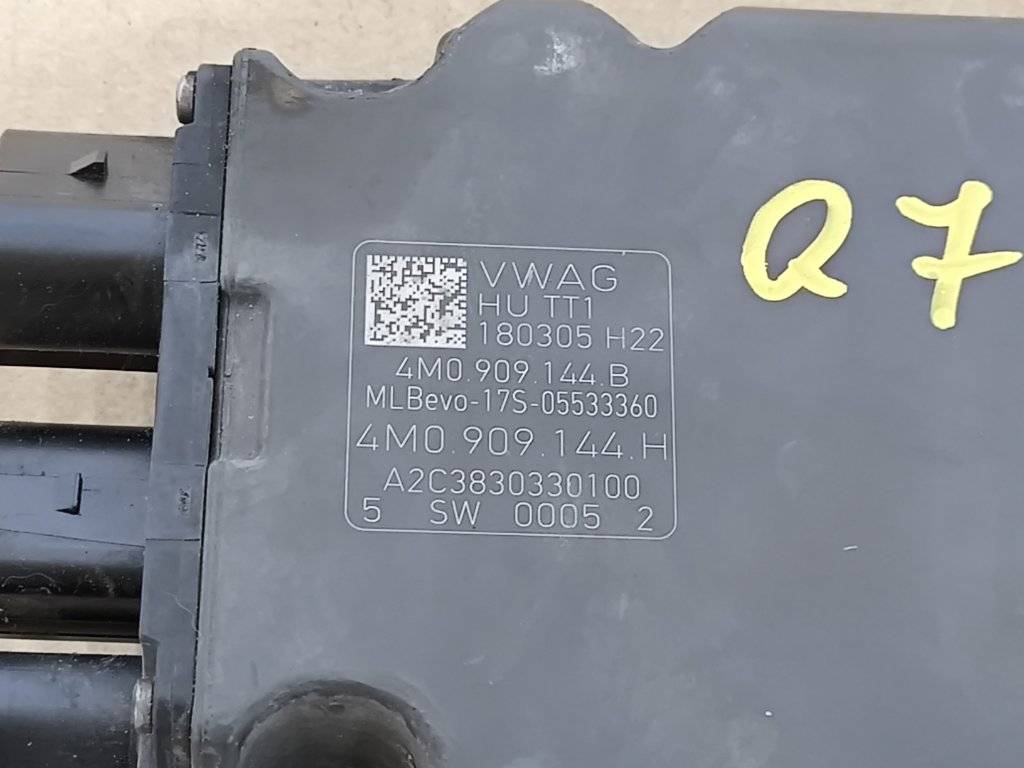 VWAG
HU TT1
180305 H22
4M0.909.144.B
MLBevo-17S-05533360
4M0.909.144.H
A2C3830330100
5 SW 0005 2
Q7